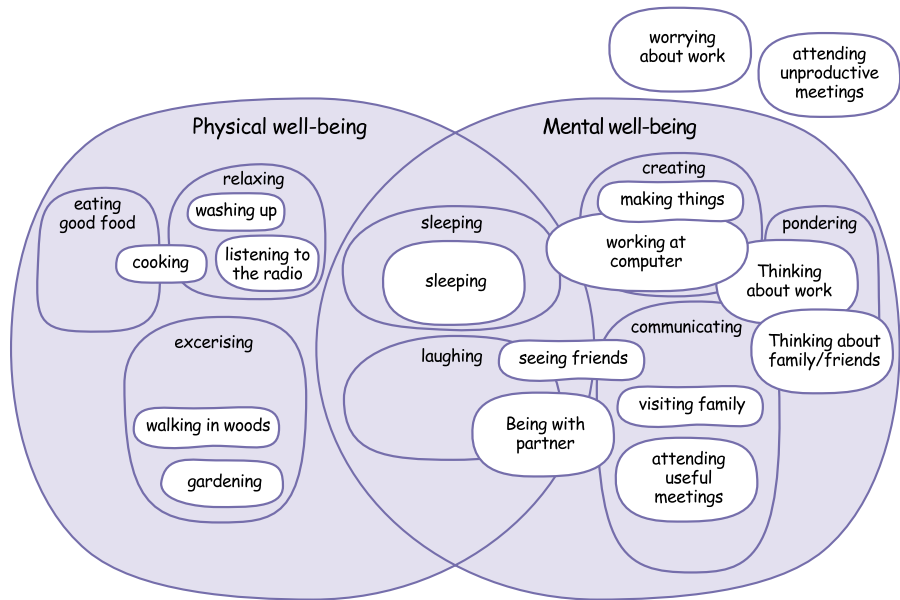 worrying
about work
attending
unproductive
meetings
Physical well-being
Mental well-being
creating
relaxing
making things
eating
good food
washing up
sleeping
pondering
working at
computer
listening to
the radio
cooking
sleeping
Thinking
about work
communicating
excerising
laughing
seeing friends
Thinking about
family/friends
visiting family
walking in woods
Being with
partner
attending
useful
meetings
gardening